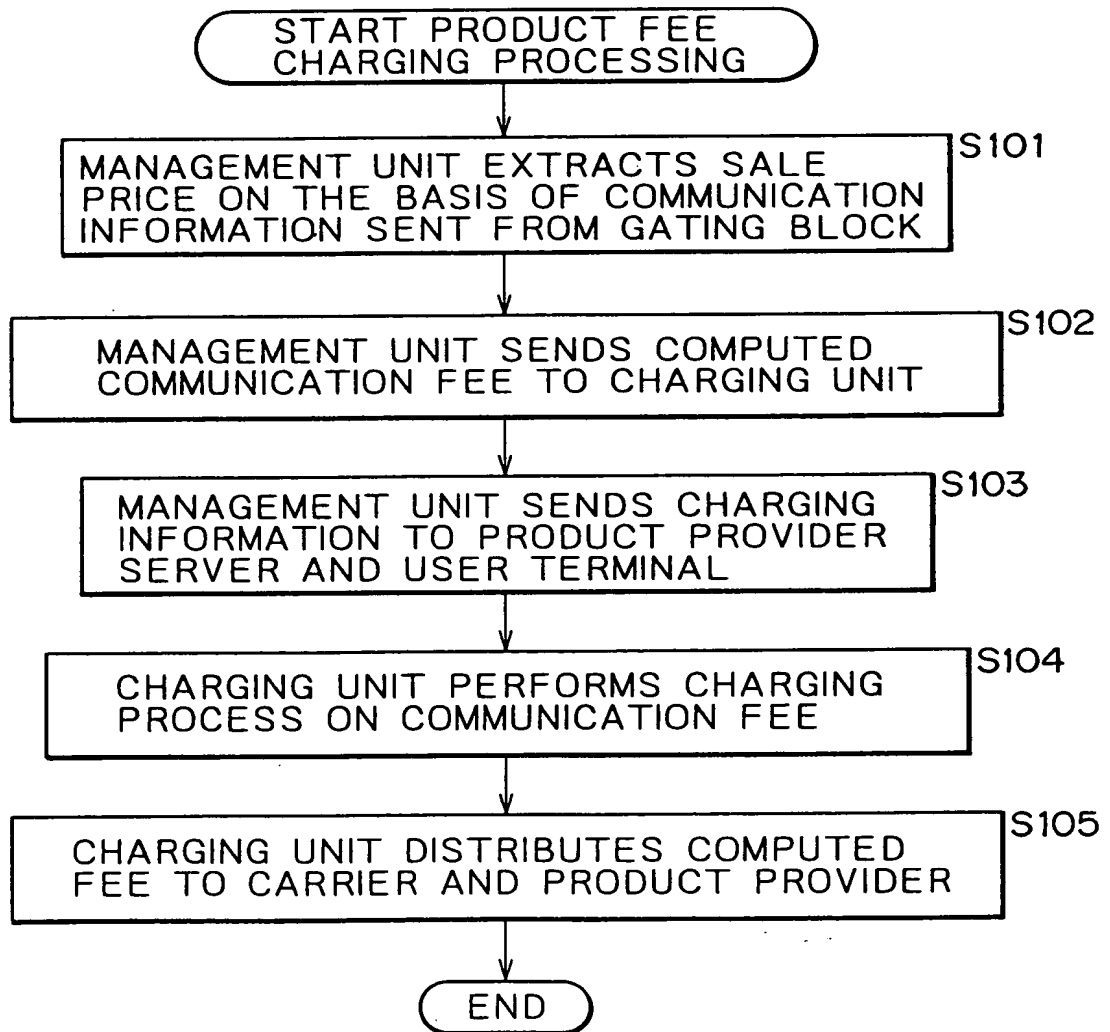 START PRODUCT FEE
CHARGING PROCESSING
S101
MANAGEMENT UNIT EXTRACTS SALE
PRICE ON THE BASIS OF COMMUNICATION
INFORMATION SENT FROM GATING BLOCK
S102
MANAGEMENT UNIT SENDS COMPUTED
COMMUNICATION FEE TO CHARGING UNIT
S103
MANAGEMENT UNIT SENDS CHARGING
INFORMATION TO PRODUCT PROVIDER
SERVER AND USER TERMINAL
S104
CHARGING UNIT PERFORMS CHARGING
PROCESS ON COMMUNICATION FEE
S105
CHARGING UNIT DISTRIBUTES COMPUTED
FEE TO CARRIER AND PRODUCT PROVIDER
END